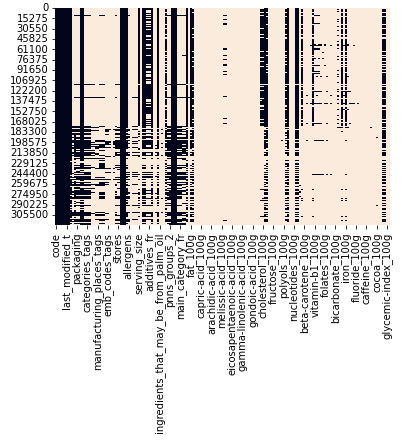 0
15275
30550
45825
61100
76375
91650
106925
122200
137475
152750
168025
183300
198575
213850
229125
244400
259675
274950
290225
305500
code
last_modified_t
packaging
categories_tags
manufacturing_places_tags
emb_codes_tags
stores
allergens
serving_size
additives_fr
ingredients_that_may_be_from_palm_oil
pnns_groups_2
main_category_fr
fat_100g
capric-acid_100g
arachidic-acid_100g
melissic-acid_100g
eicosapentaenoic-acid_100g
gamma-linolenic-acid_100g
gondoic-acid_100g
cholesterol_100g
fructose_100g
polyols_100g
nucleotides_100g
beta-carotene_100g
vitamin-b1_100g
folates_100g
bicarbonate_100g
iron_100g
fluoride_100g
caffeine_100g
cocoa_100g
glycemic-index_100g